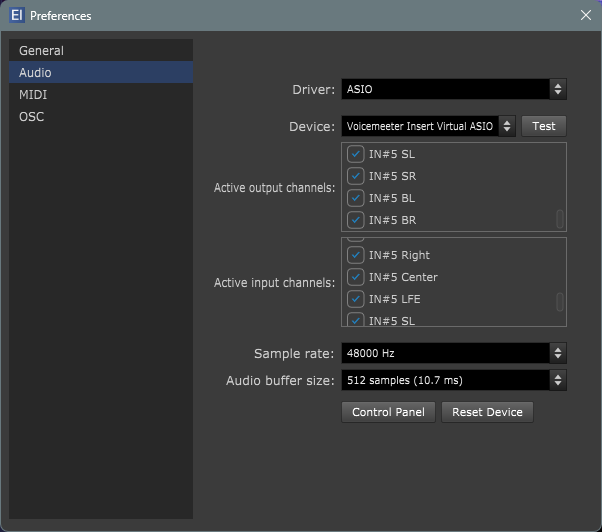 EI Preferences
General
Audio
MIDI
OSC
Driver: ASIO
Device: Voicemeeter Insert Virtual ASIO Test
Active output channels:
IN#5 SL
IN#5 SR
IN#5 BL
IN#5 BR
Active input channels:
IN#5 Right
IN#5 Center
IN#5 LFE
IN#5 SL
Sample rate: 48000 Hz
Audio buffer size: 512 samples (10.7 ms)
Control Panel Reset Device